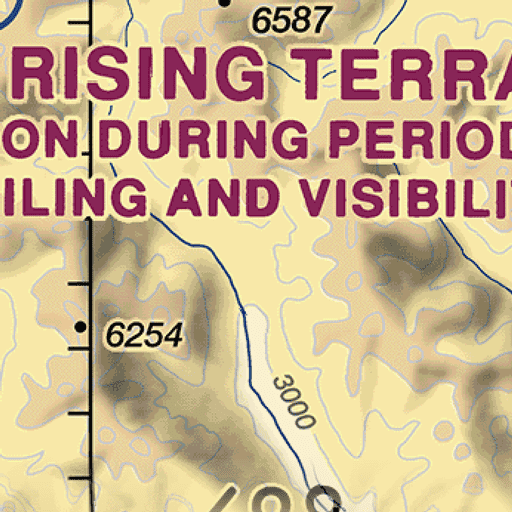 6587
RISING TERRA
ON DURING PERIOD
ILING AND VISIBILI
6254
3000